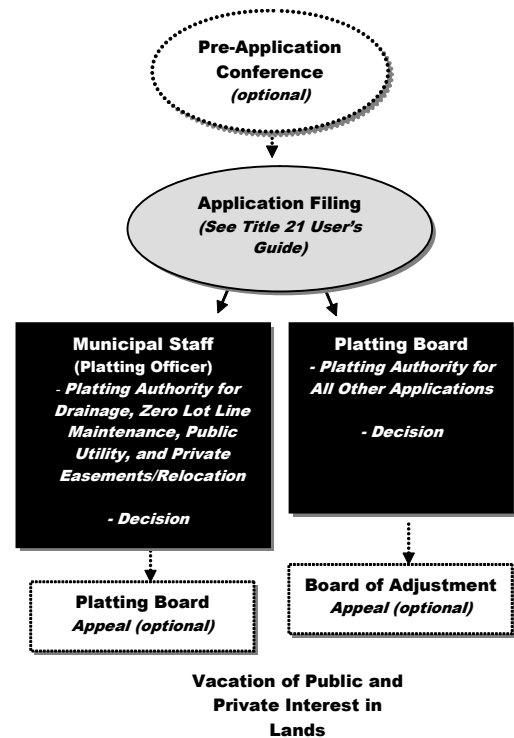 Pre-Application
Conference
(optional)
Application Filing
(See Title 21 User's
Guide)
Municipal Staff
(Platting Officer)
- Platting Authority for
Drainage, Zero Lot Line
Maintenance, Public
Utility, and Private
Easements/Relocation
- Decision
Platting Board
- Platting Authority for
All Other Applications
- Decision
Platting Board
Appeal (optional)
Board of Adjustment
Appeal (optional)
Vacation of Public and
Private Interest in
Lands